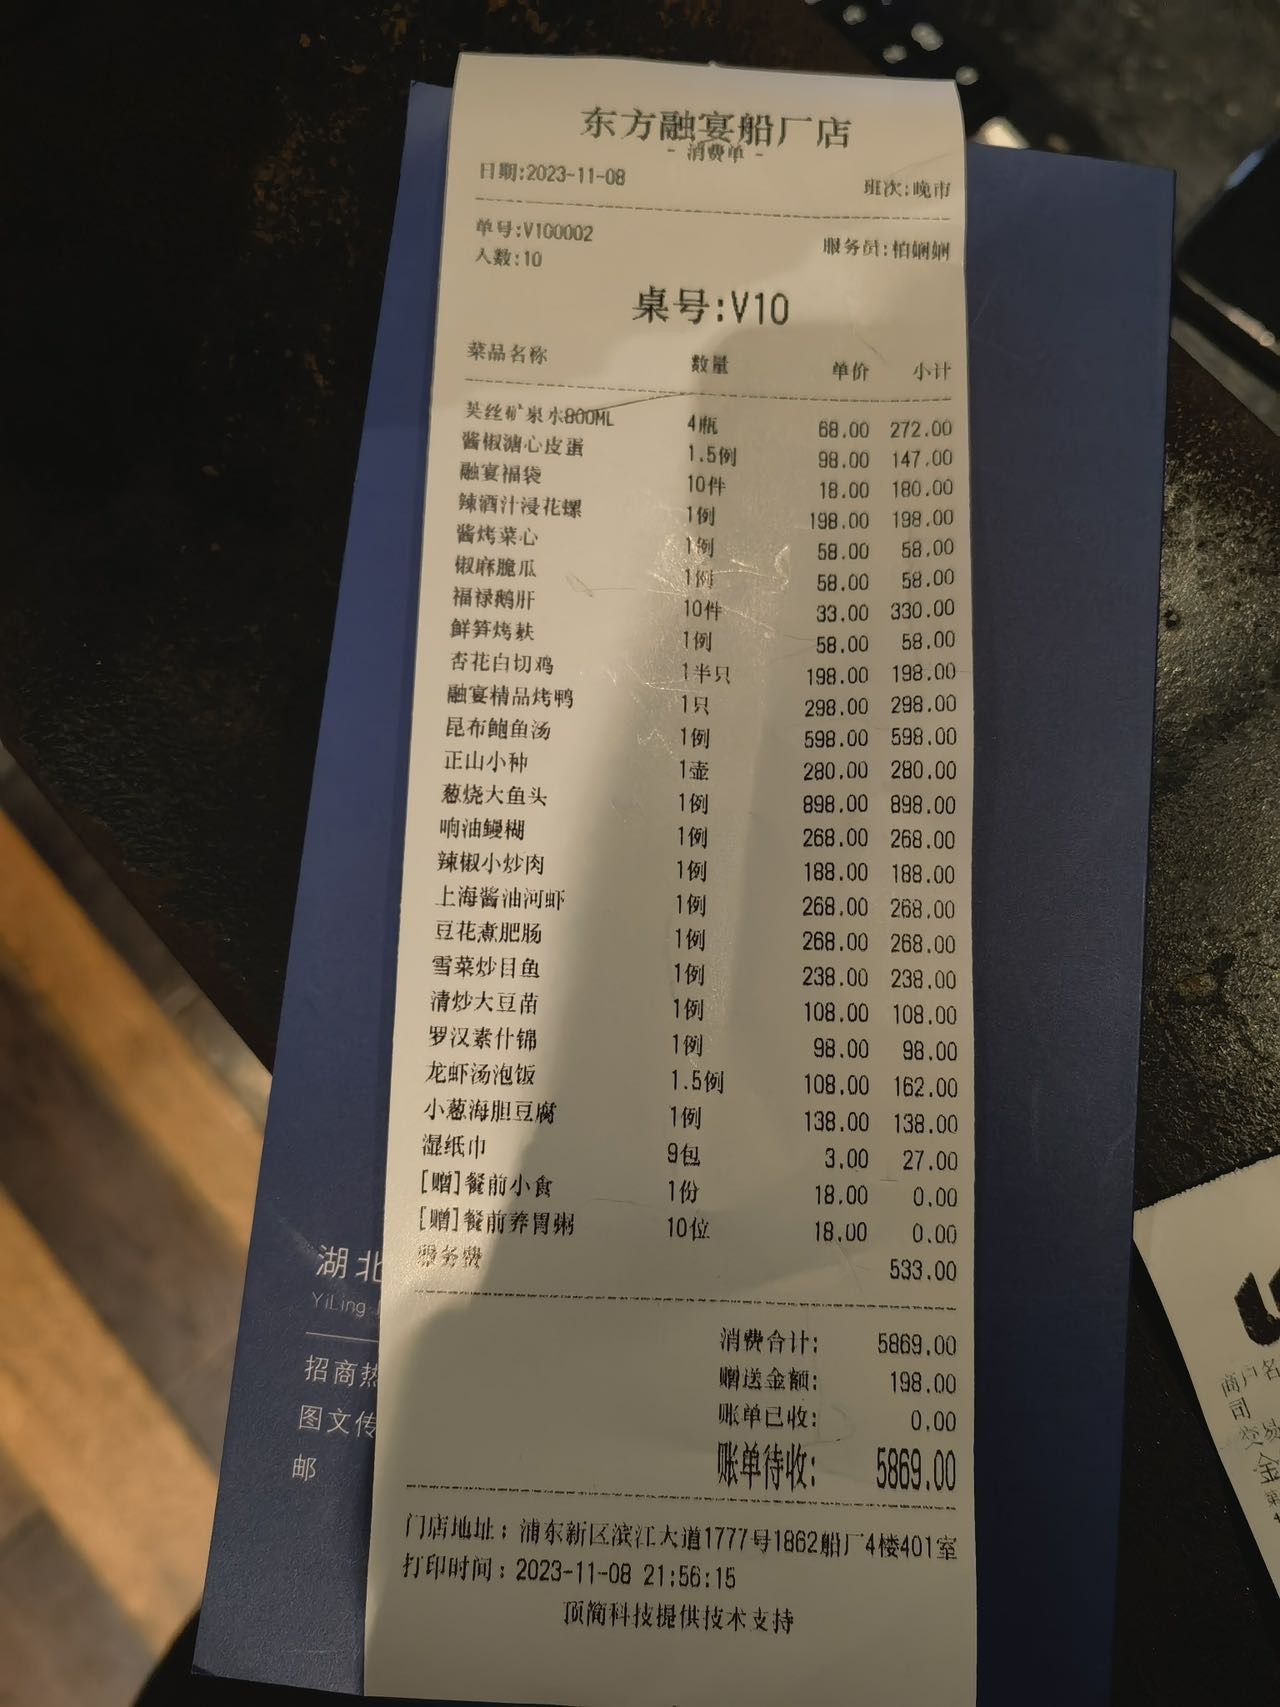 东方融宴船厂店
- 消费单 -
日期:2023-11-08 班次:晚市
单号:V100002 服务员:柏娴娴
人数:10
桌号:V10
菜品名称 数量 单价 小计
芙丝矿泉水800ML 4瓶 68.00 272.00
酱椒溏心皮蛋 1.5例 98.00 147.00
融宴福袋 10件 18.00 180.00
辣酒汁浸花螺 1例 198.00 198.00
酱烤菜心 1例 58.00 58.00
椒麻脆瓜 1例 58.00 58.00
福禄鹅肝 10件 33.00 330.00
鲜笋烤麸 1例 58.00 58.00
杏花白切鸡 1半只 198.00 198.00
融宴精品烤鸭 1只 298.00 298.00
昆布鲍鱼汤 1例 598.00 598.00
正山小种 1壶 280.00 280.00
葱烧大鱼头 1例 898.00 898.00
响油鳗糊 1例 268.00 268.00
辣椒小炒肉 1例 188.00 188.00
上海酱油河虾 1例 268.00 268.00
豆花煮肥肠 1例 268.00 268.00
雪菜炒目鱼 1例 238.00 238.00
清炒大豆苗 1例 108.00 108.00
罗汉素什锦 1例 98.00 98.00
龙虾汤泡饭 1.5例 108.00 162.00
小葱海胆豆腐 1例 138.00 138.00
湿纸巾 9包 3.00 27.00
[赠]餐前小食 1份 18.00 0.00
[赠]餐前养胃粥 10位 18.00 0.00
服务费 533.00
消费合计: 5869.00
赠送金额: 198.00
账单已收: 0.00
账单待收: 5869.00
门店地址：浦东新区滨江大道1777号1862船厂4楼401室
打印时间：2023-11-08 21:56:15
顶简科技提供技术支持
湖北
YiLing
招商热
图文传
邮
商户名
司
交易
金